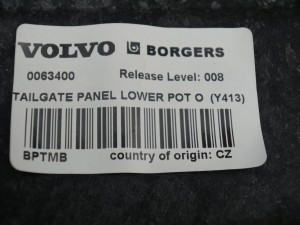 VOLVO BORGERS
0063400 Release Level: 008
TAILGATE PANEL LOWER POT O (Y413)
BPTMB country of origin: CZ